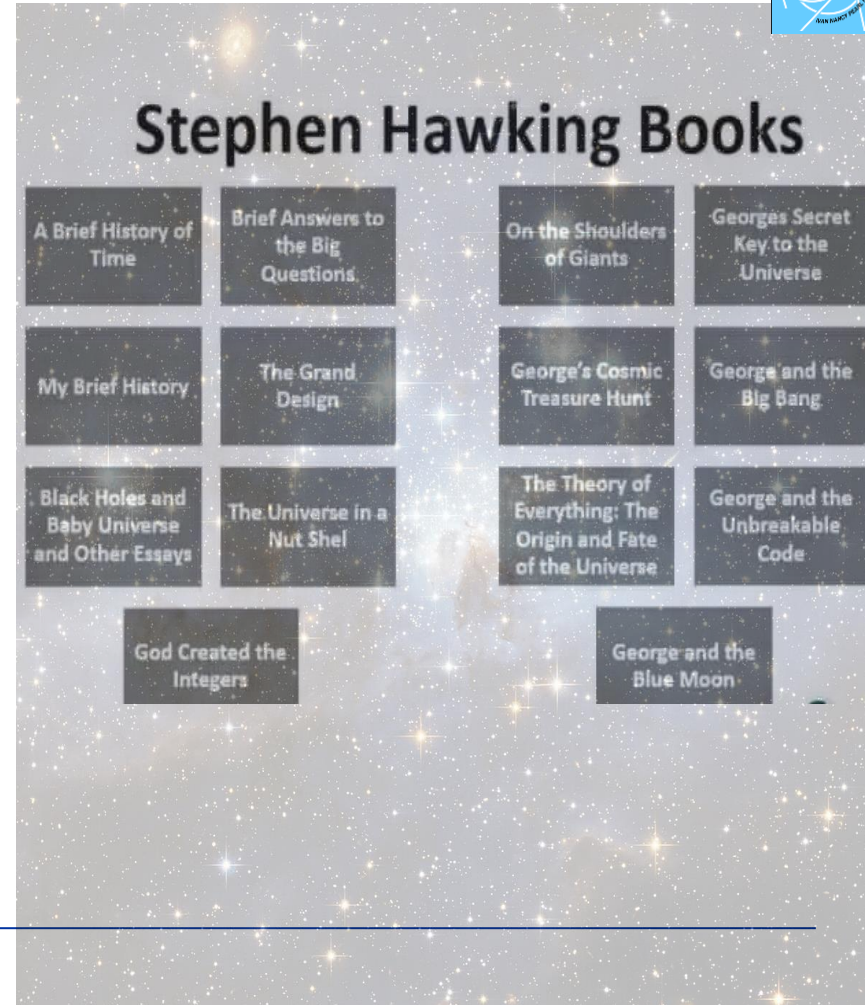 Stephen Hawking Books
A Brief History of
Time
Brief Answers to
the Big
Questions
On the Shoulders
of Giants
Georges Secret
Key to the
Universe
My Brief History
The Grand
Design
George's Cosmic
Treasure Hunt
George and the
Big Bang
Black Holes and
Baby Universe
and Other Essays
The Universe in a
Nut Shel
The Theory of
Everything: The
Origin and Fate
of the Universe
George and the
Unbreakable
Code
God Created the
Integers
George and the
Blue Moon